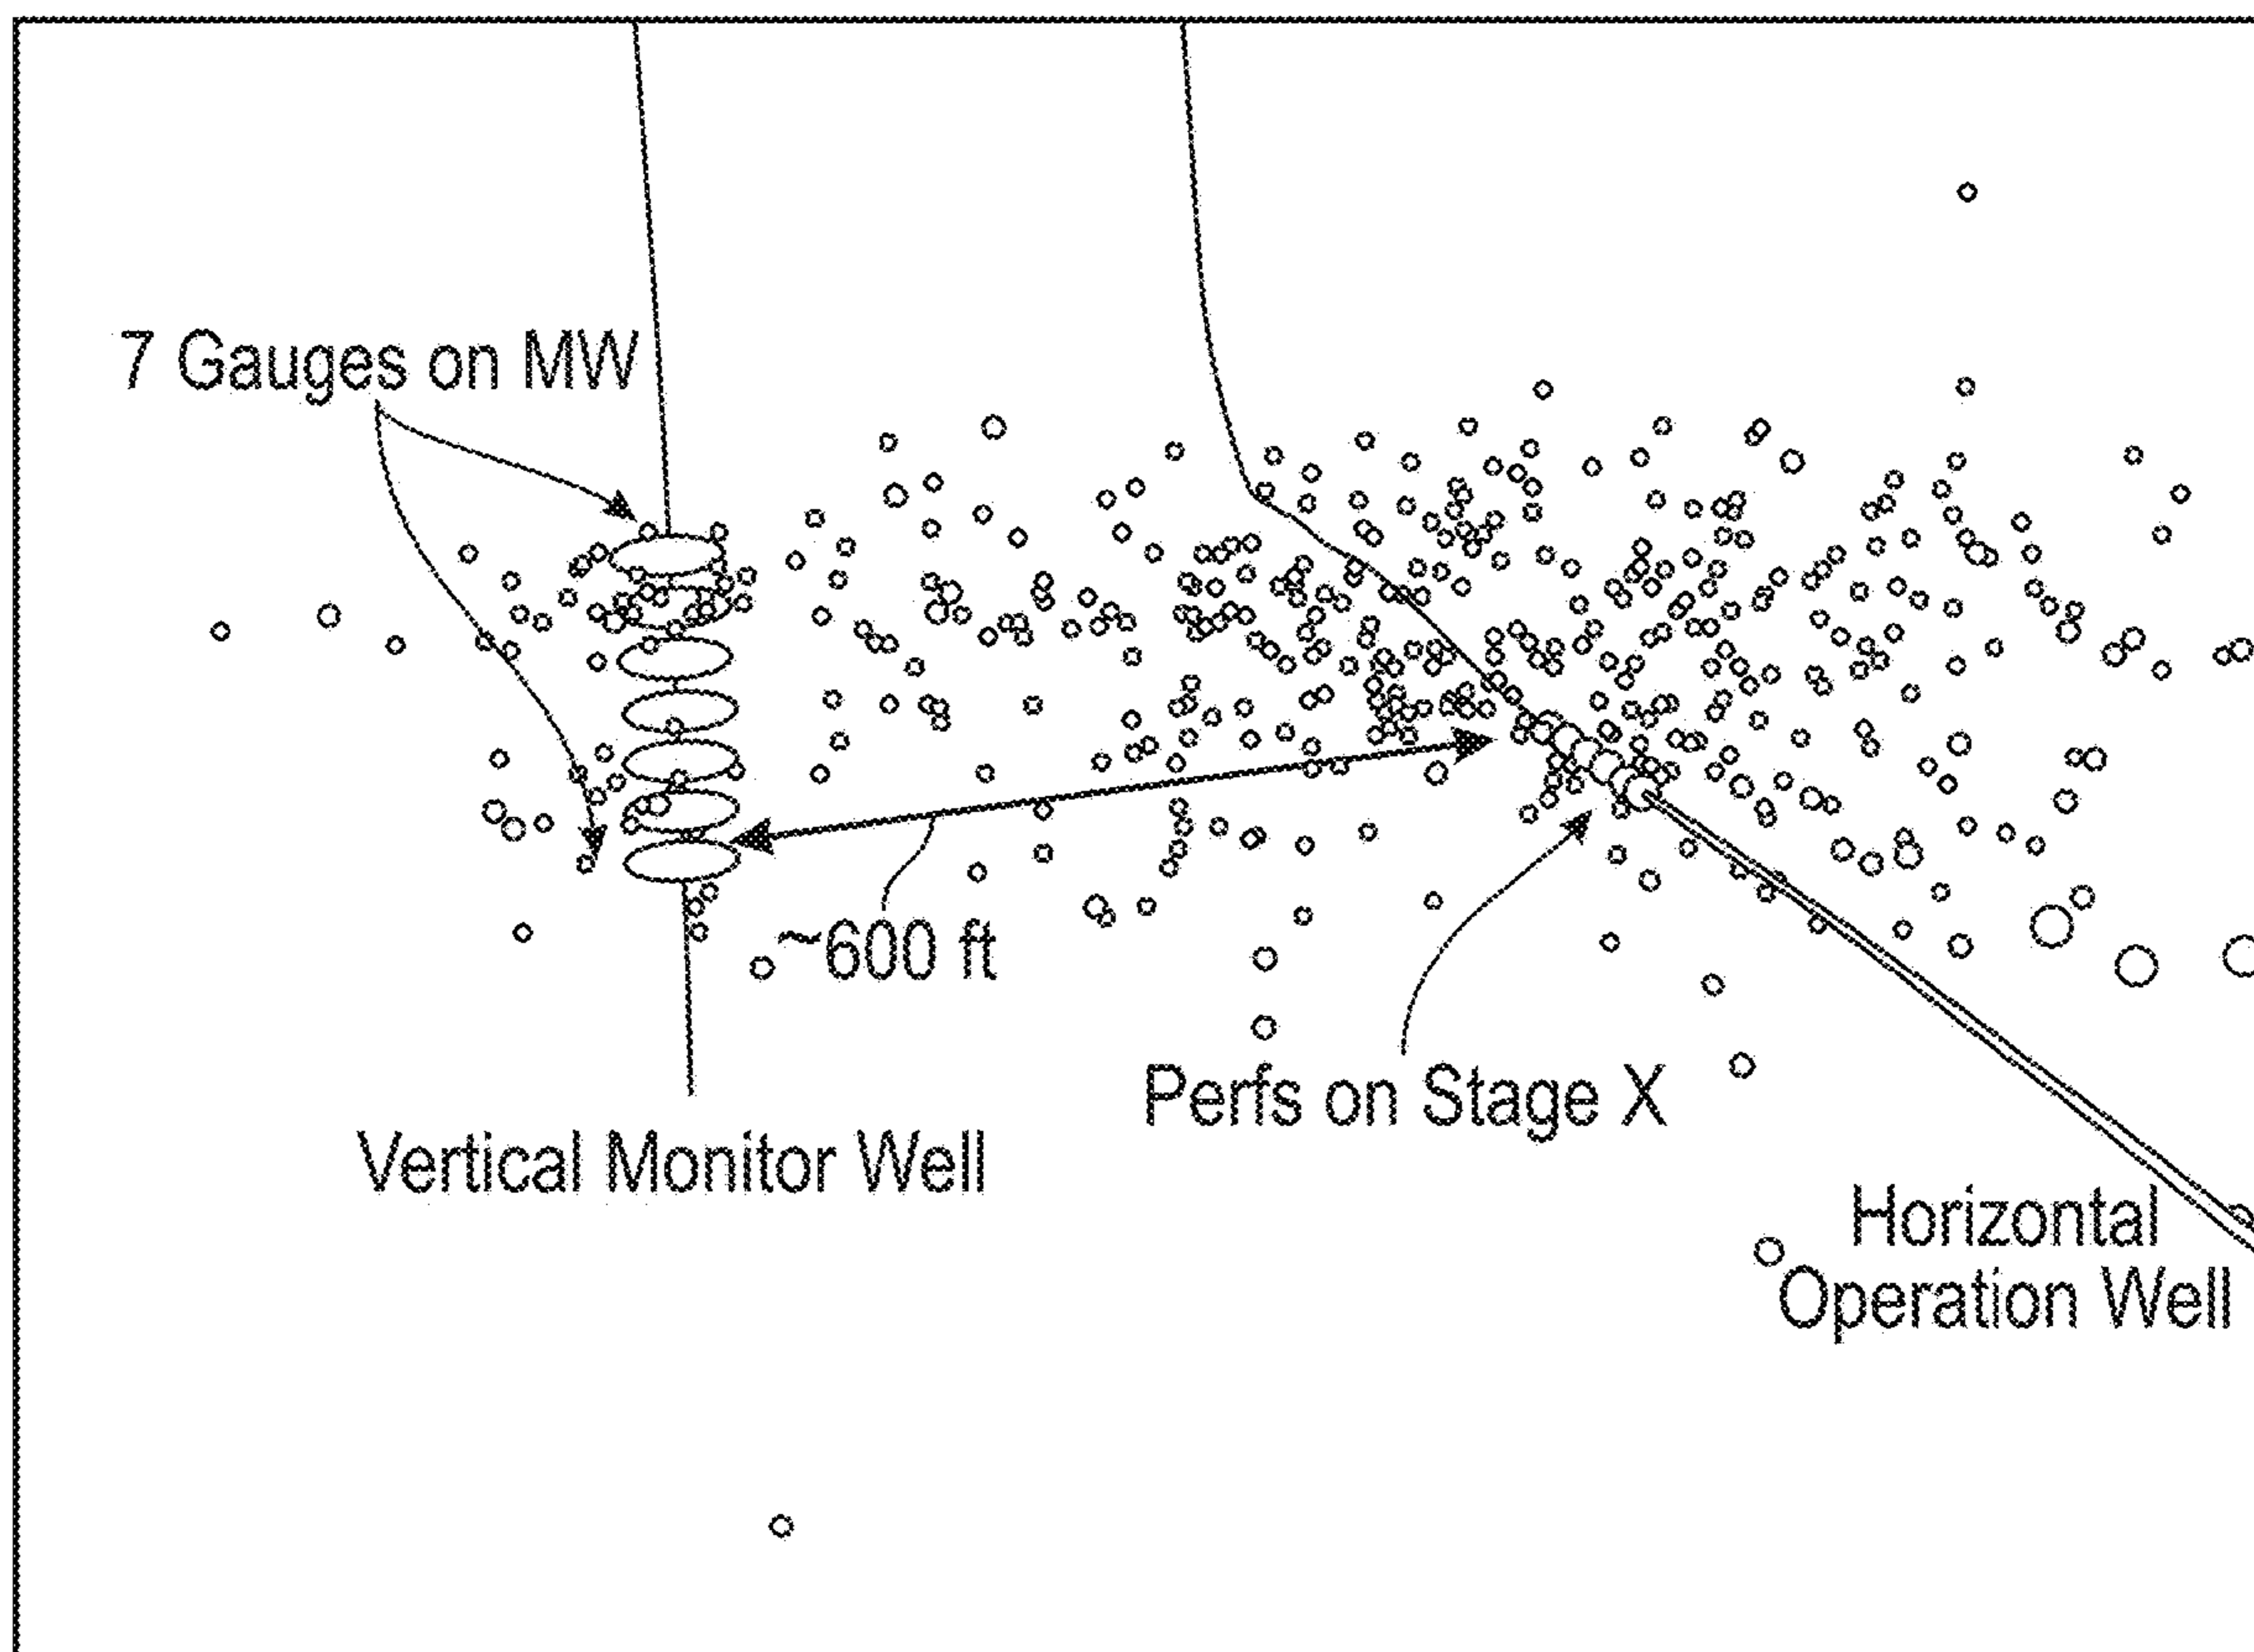 7 Gauges on MW
~600 ft
Perfs on Stage X
Vertical Monitor Well
Horizontal
Operation Well